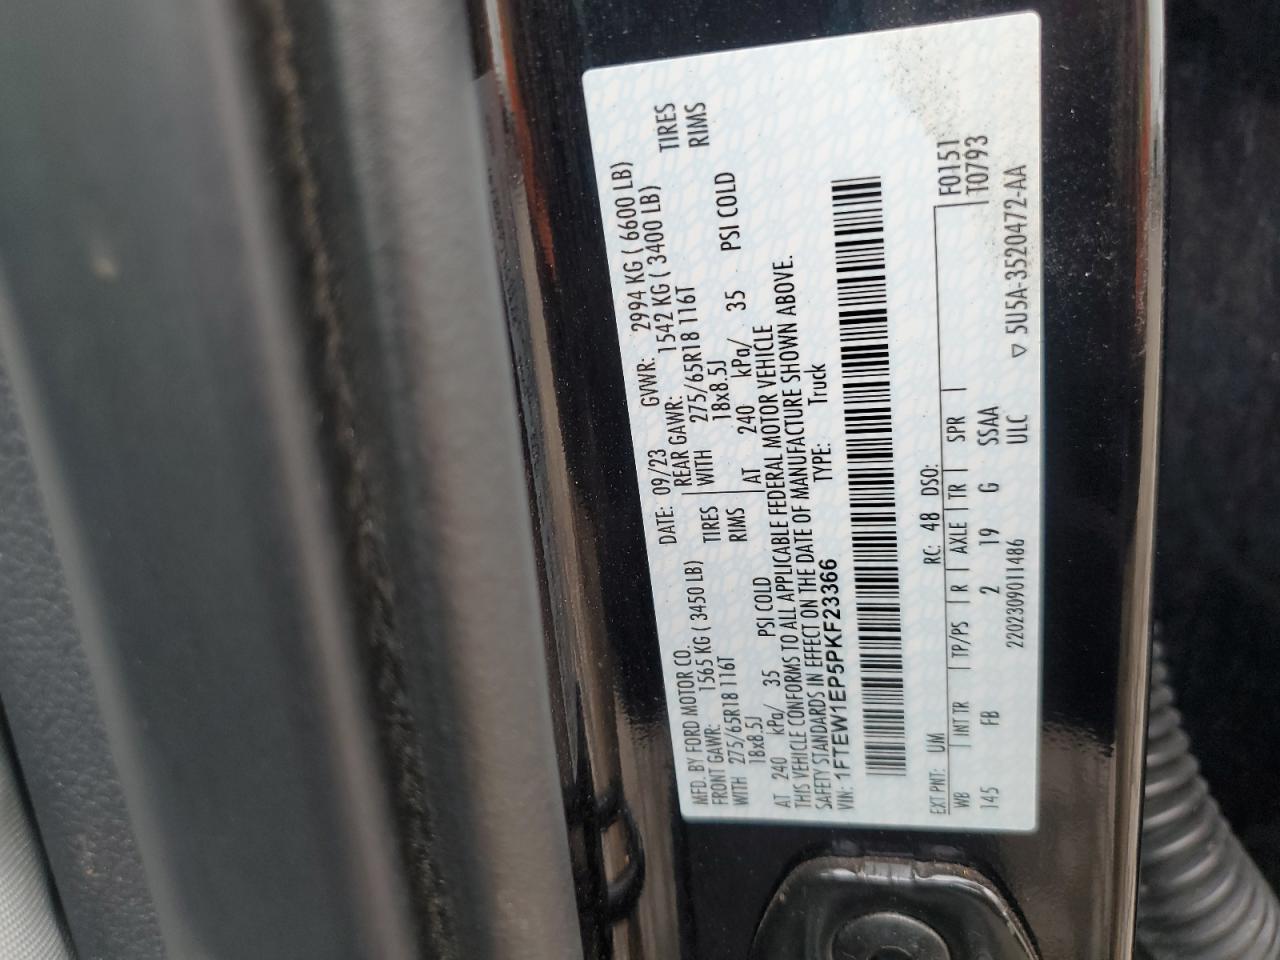 MFD. BY FORD MOTOR CO.
DATE: 09/23 GVWR: 2994 KG ( 6600 LB)
FRONT GAWR: 1565 KG ( 3450 LB)
REAR GAWR: 1542 KG ( 3400 LB)
WITH 275/65R18 116T TIRES
WITH 275/65R18 116T TIRES
18x8.5J RIMS
18x8.5J RIMS
AT 240 kPa/ 35 PSI COLD
AT 240 kPa/ 35 PSI COLD
THIS VEHICLE CONFORMS TO ALL APPLICABLE FEDERAL MOTOR VEHICLE
SAFETY STANDARDS IN EFFECT ON THE DATE OF MANUFACTURE SHOWN ABOVE.
VIN: 1FTEW1EP5PKF23366 TYPE: Truck
EXT PNT: UM RC: 48 DSO: F0151
WB INT TR TP/PS R AXLE TR SPR T0793
145 FB 2 19 G SSAA
2202309011486 ULC ▽ 5U5A-3520472-AA